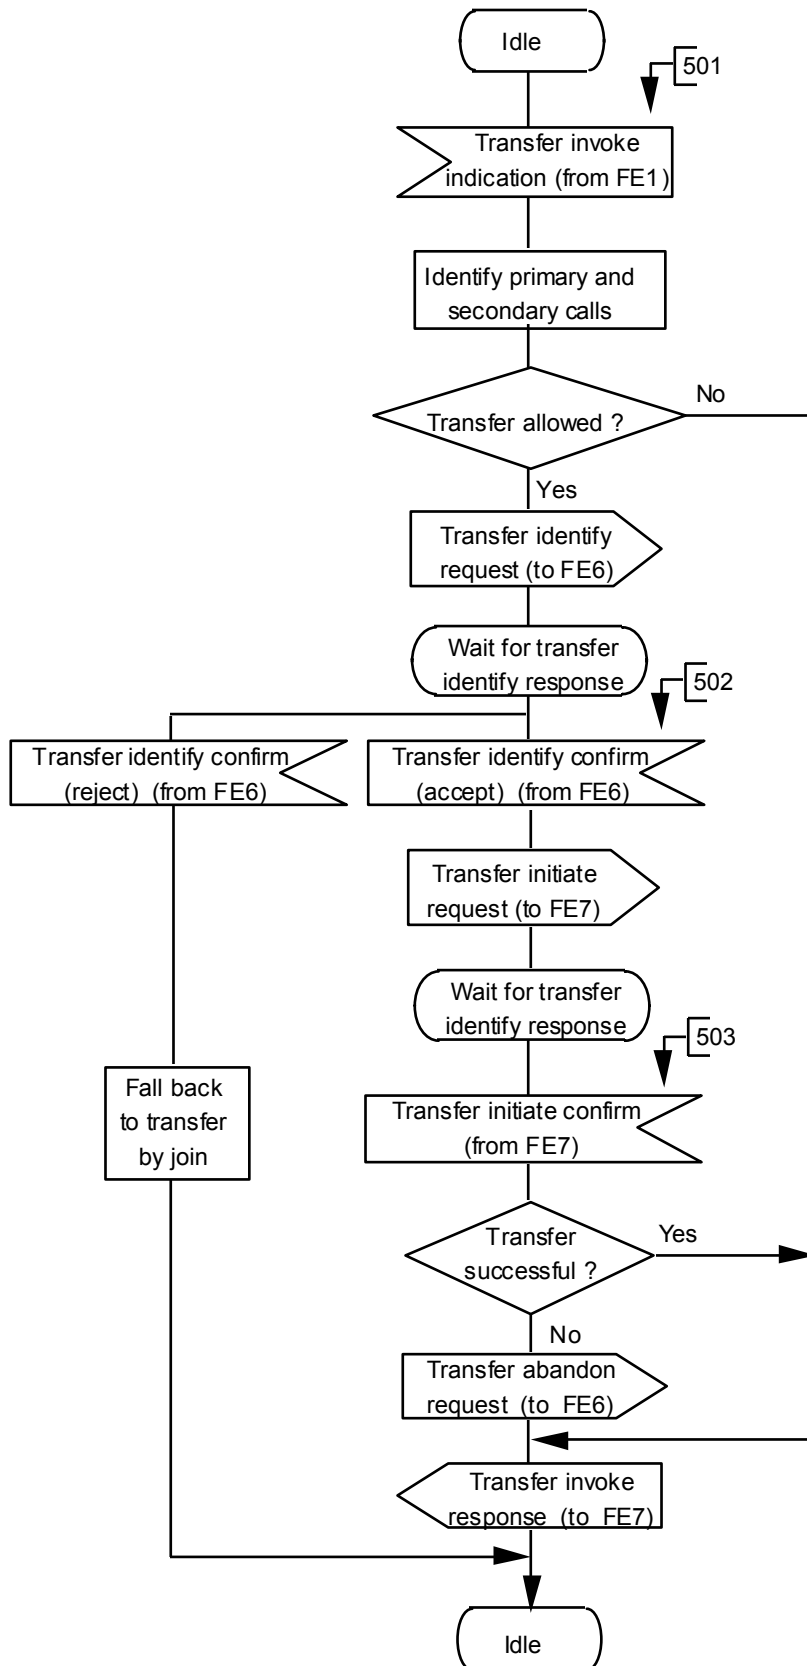 Idle
501
Transfer invoke
indication (from FE1)
Identify primary and
secondary calls
No
Transfer allowed ?
Yes
Transfer identify
request (to FE6)
Wait for transfer
identify response
502
Transfer identify confirm
(reject) (from FE6)
Transfer identify confirm
(accept) (from FE6)
Transfer initiate
request (to FE7)
Wait for transfer
identify response
503
Fall back
to transfer
by join
Transfer initiate confirm
(from FE7)
Transfer
successful ?
Yes
No
Transfer abandon
request (to FE6)
Transfer invoke
response (to FE7)
Idle